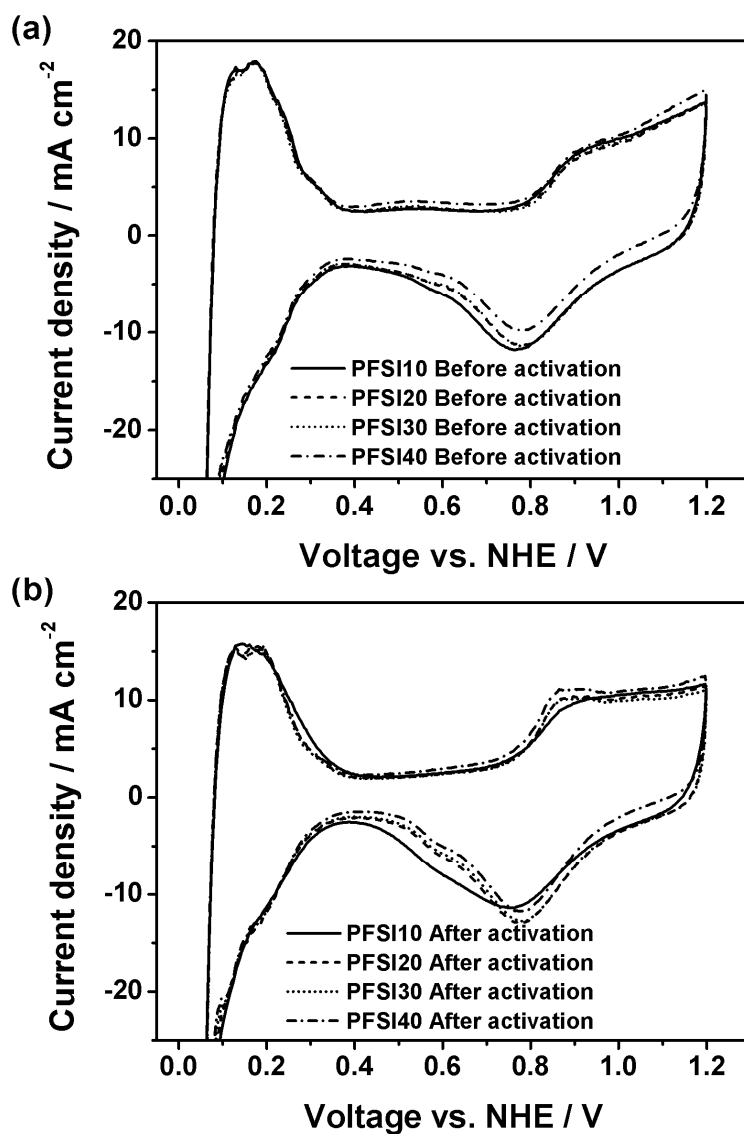 (a)
20
10
0
-10
-20
Current density / mA cm-2
PFSI10 Before activation
PFSI20 Before activation
PFSI30 Before activation
PFSI40 Before activation
0.0 0.2 0.4 0.6 0.8 1.0 1.2
Voltage vs. NHE / V
(b)
20
10
0
-10
-20
Current density / mA cm-2
PFSI10 After activation
PFSI20 After activation
PFSI30 After activation
PFSI40 After activation
0.0 0.2 0.4 0.6 0.8 1.0 1.2
Voltage vs. NHE / V